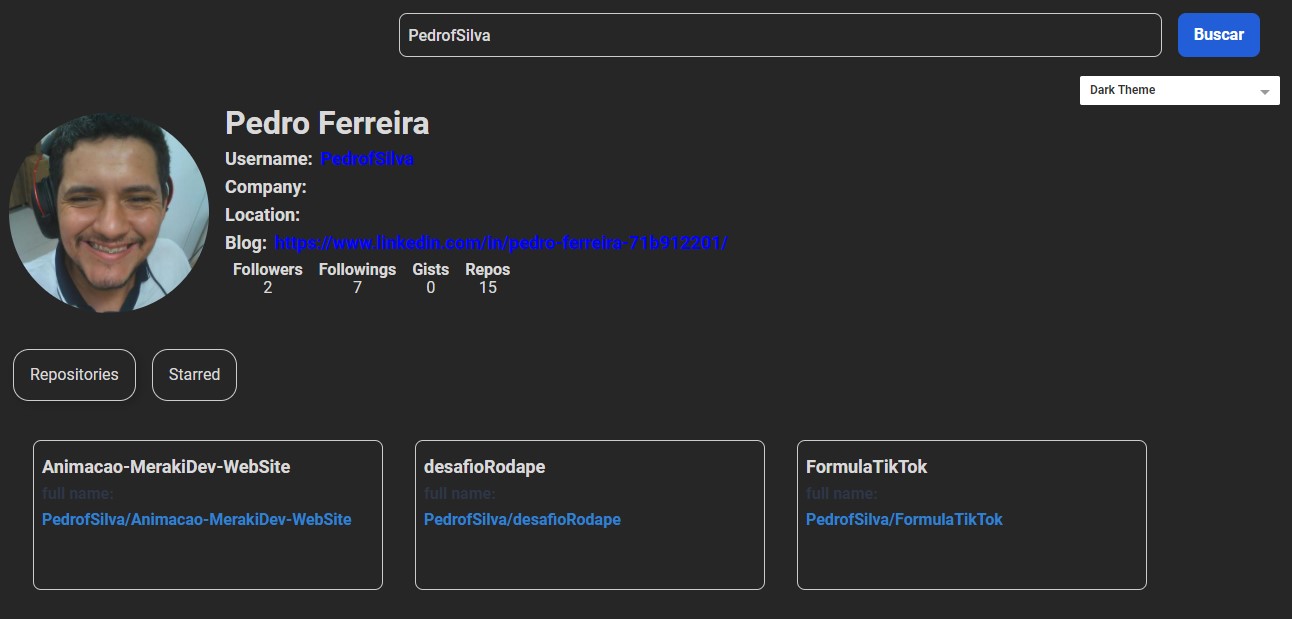 PedrofSilva
Buscar
Dark Theme
Pedro Ferreira
Username: PedrofSilva
Company:
Location:
Blog: https://www.linkedin.com/in/pedro-ferreira-71b912201/
Followers Followings Gists Repos
2 7 0 15
Repositories Starred
Animacao-MerakiDev-WebSite
full name:
PedrofSilva/Animacao-MerakiDev-WebSite
desafioRodape
full name:
PedrofSilva/desafioRodape
FormulaTikTok
full name:
PedrofSilva/FormulaTikTok